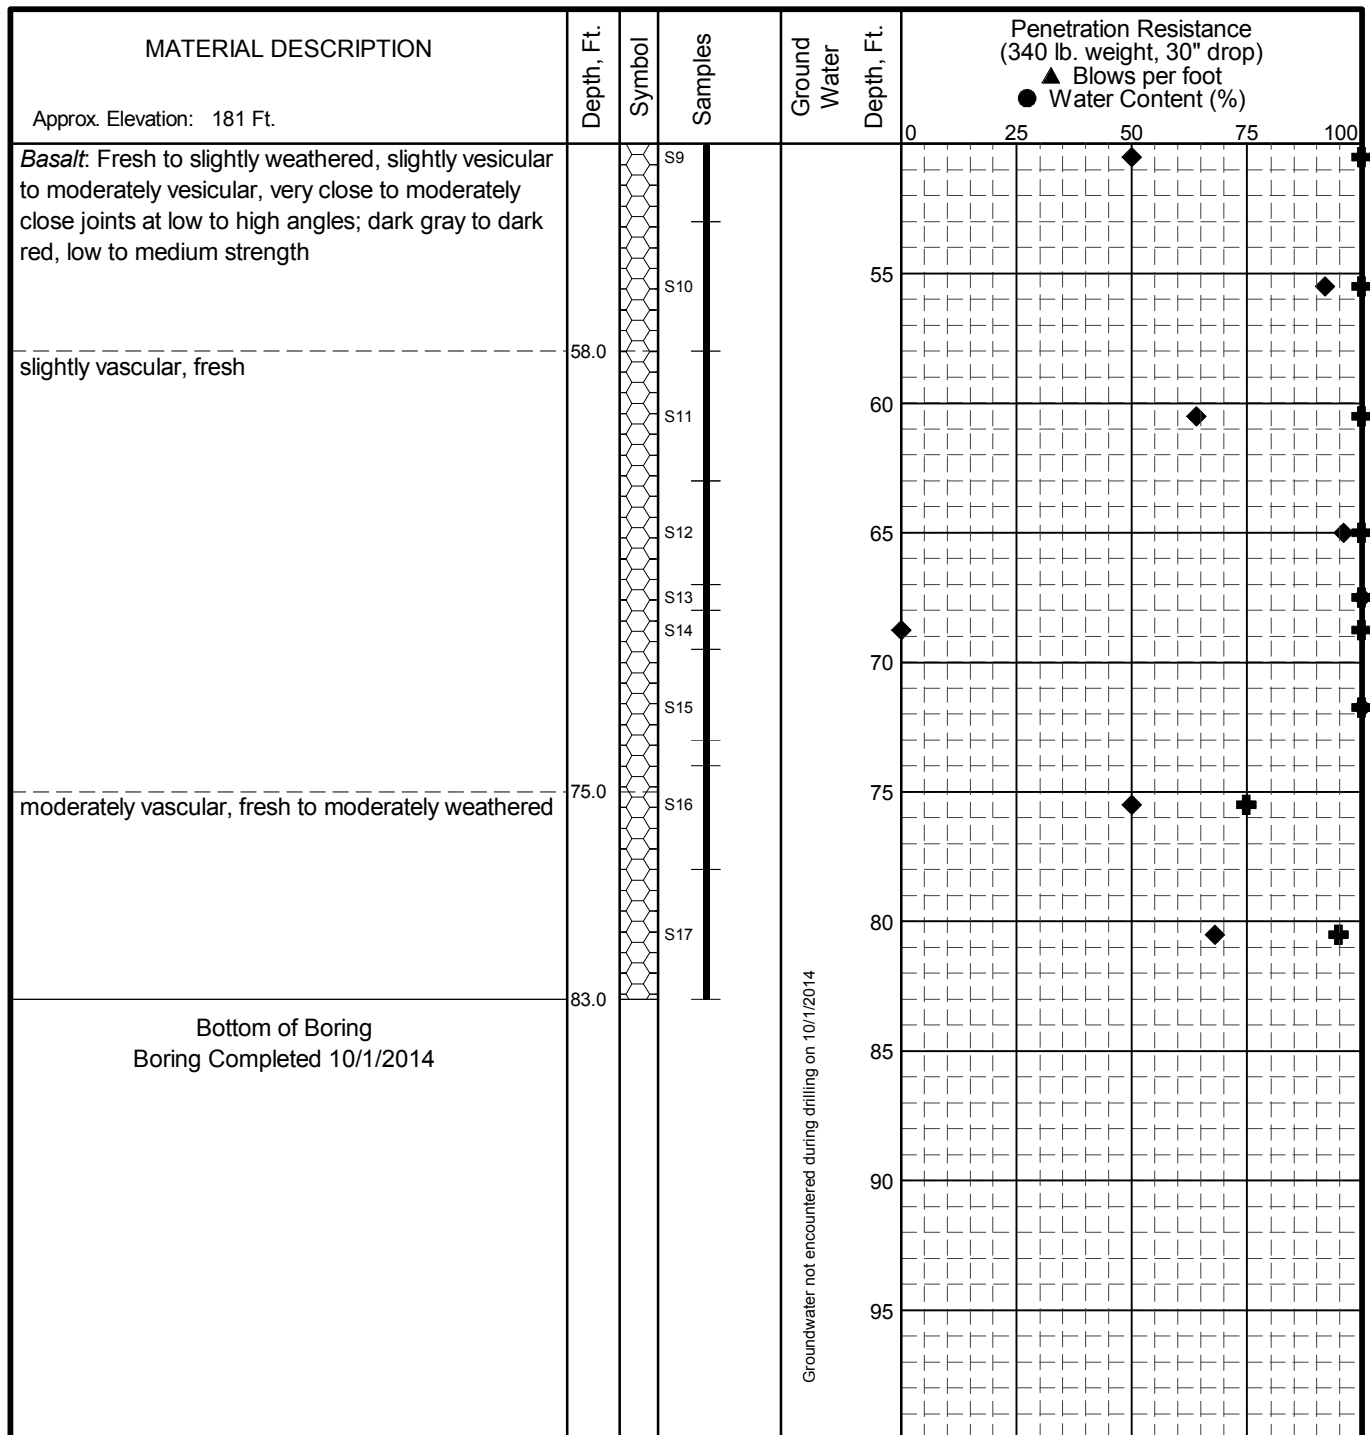 MATERIAL DESCRIPTION
Approx. Elevation: 181 Ft.
Depth, Ft.
Symbol
Samples
Ground
Water
Depth, Ft.
Penetration Resistance
(340 lb. weight, 30" drop)
▲ Blows per foot
● Water Content (%)
0 25 50 75 100
Basalt: Fresh to slightly weathered, slightly vesicular
to moderately vesicular, very close to moderately
close joints at low to high angles; dark gray to dark
red, low to medium strength
S9
55
S10
58.0
slightly vascular, fresh
60
S11
65
S12
S13
S14
70
S15
75.0
75
moderately vascular, fresh to moderately weathered
S16
80
S17
83.0
Bottom of Boring
Boring Completed 10/1/2014
Groundwater not encountered during drilling on 10/1/2014
85
90
95